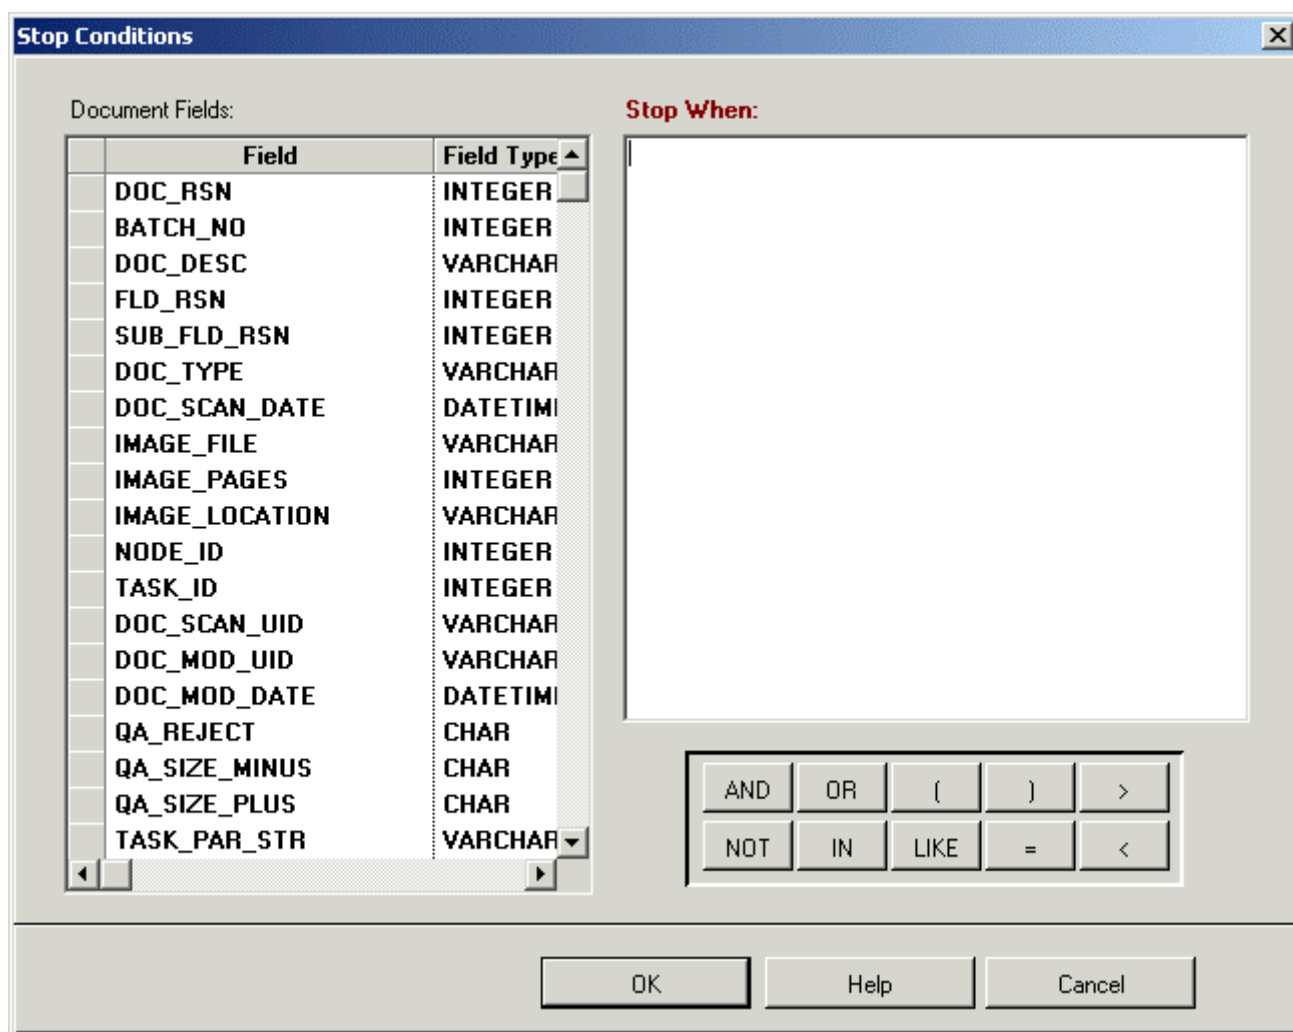 Stop Conditions
Document Fields:
Stop When:
Field Field Type
DOC_RSN INTEGER
BATCH_NO INTEGER
DOC_DESC VARCHAR
FLD_RSN INTEGER
SUB_FLD_RSN INTEGER
DOC_TYPE VARCHAR
DOC_SCAN_DATE DATETIM
IMAGE_FILE VARCHAR
IMAGE_PAGES INTEGER
IMAGE_LOCATION VARCHAR
NODE_ID INTEGER
TASK_ID INTEGER
DOC_SCAN_UID VARCHAR
DOC_MOD_UID VARCHAR
DOC_MOD_DATE DATETIM
QA_REJECT CHAR
QA_SIZE_MINUS CHAR
QA_SIZE_PLUS CHAR
TASK_PAR_STR VARCHAR
AND OR ( ) >
NOT IN LIKE = <
OK Help Cancel